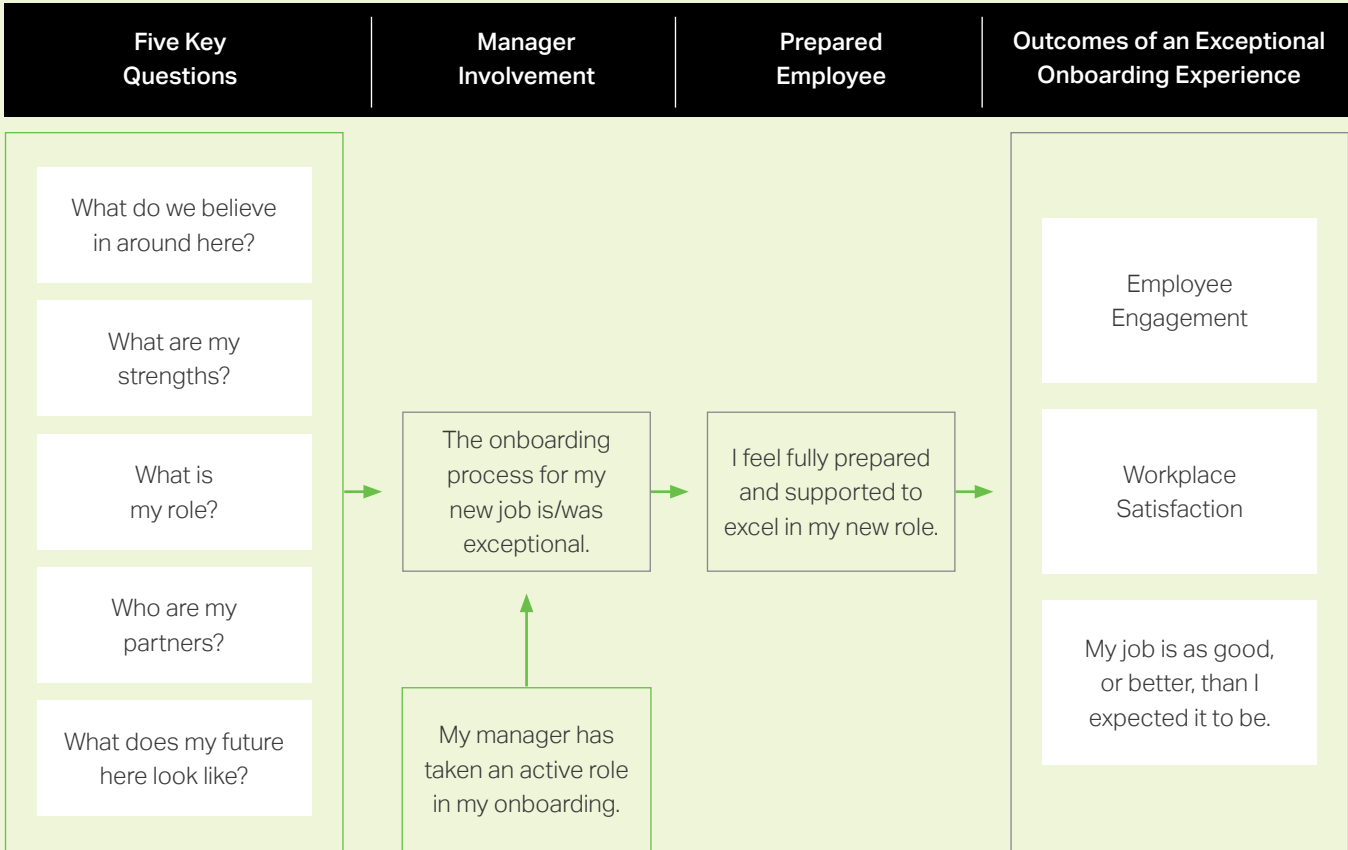 Five Key
Questions
Manager
Involvement
Prepared
Employee
Outcomes of an Exceptional
Onboarding Experience
What do we believe
in around here?
What are my
strengths?
What is
my role?
Who are my
partners?
What does my future
here look like?
The onboarding
process for my
new job is/was
exceptional.
My manager has
taken an active role
in my onboarding.
I feel fully prepared
and supported to
excel in my new role.
Employee
Engagement
Workplace
Satisfaction
My job is as good,
or better, than I
expected it to be.